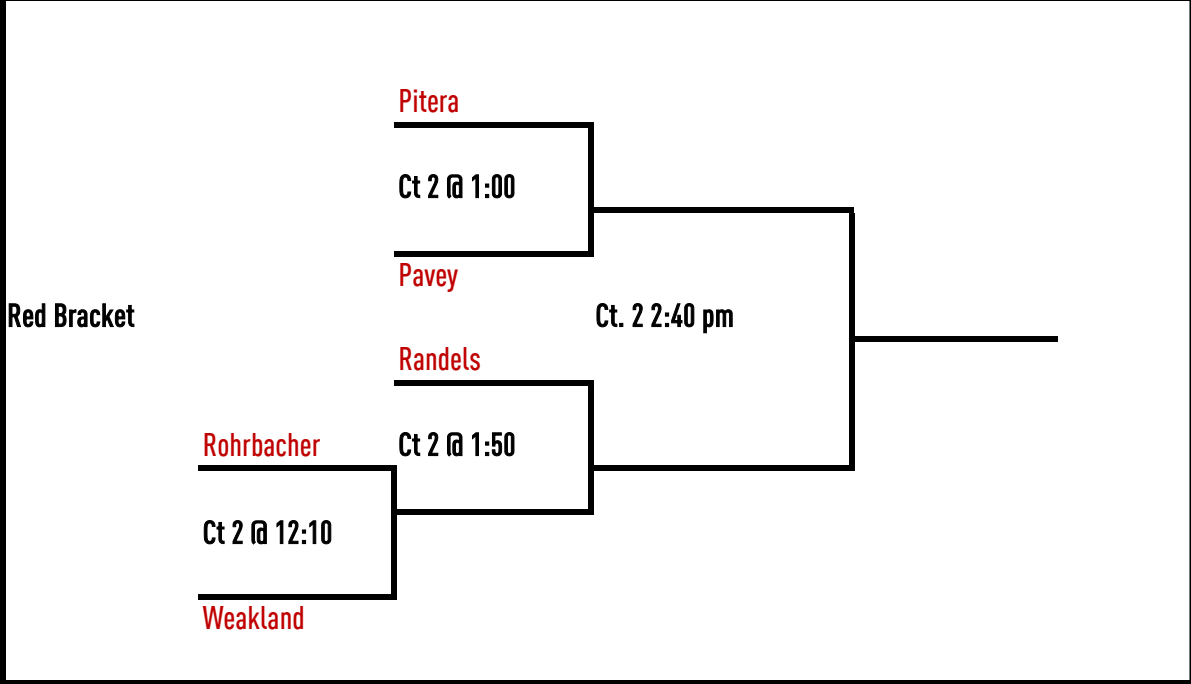 Pitera
Ct 2 @ 1:00
Pavey
Red Bracket
Ct. 2 2:40 pm
Randels
Rohrbacher
Ct 2 @ 1:50
Ct 2 @ 12:10
Weakland